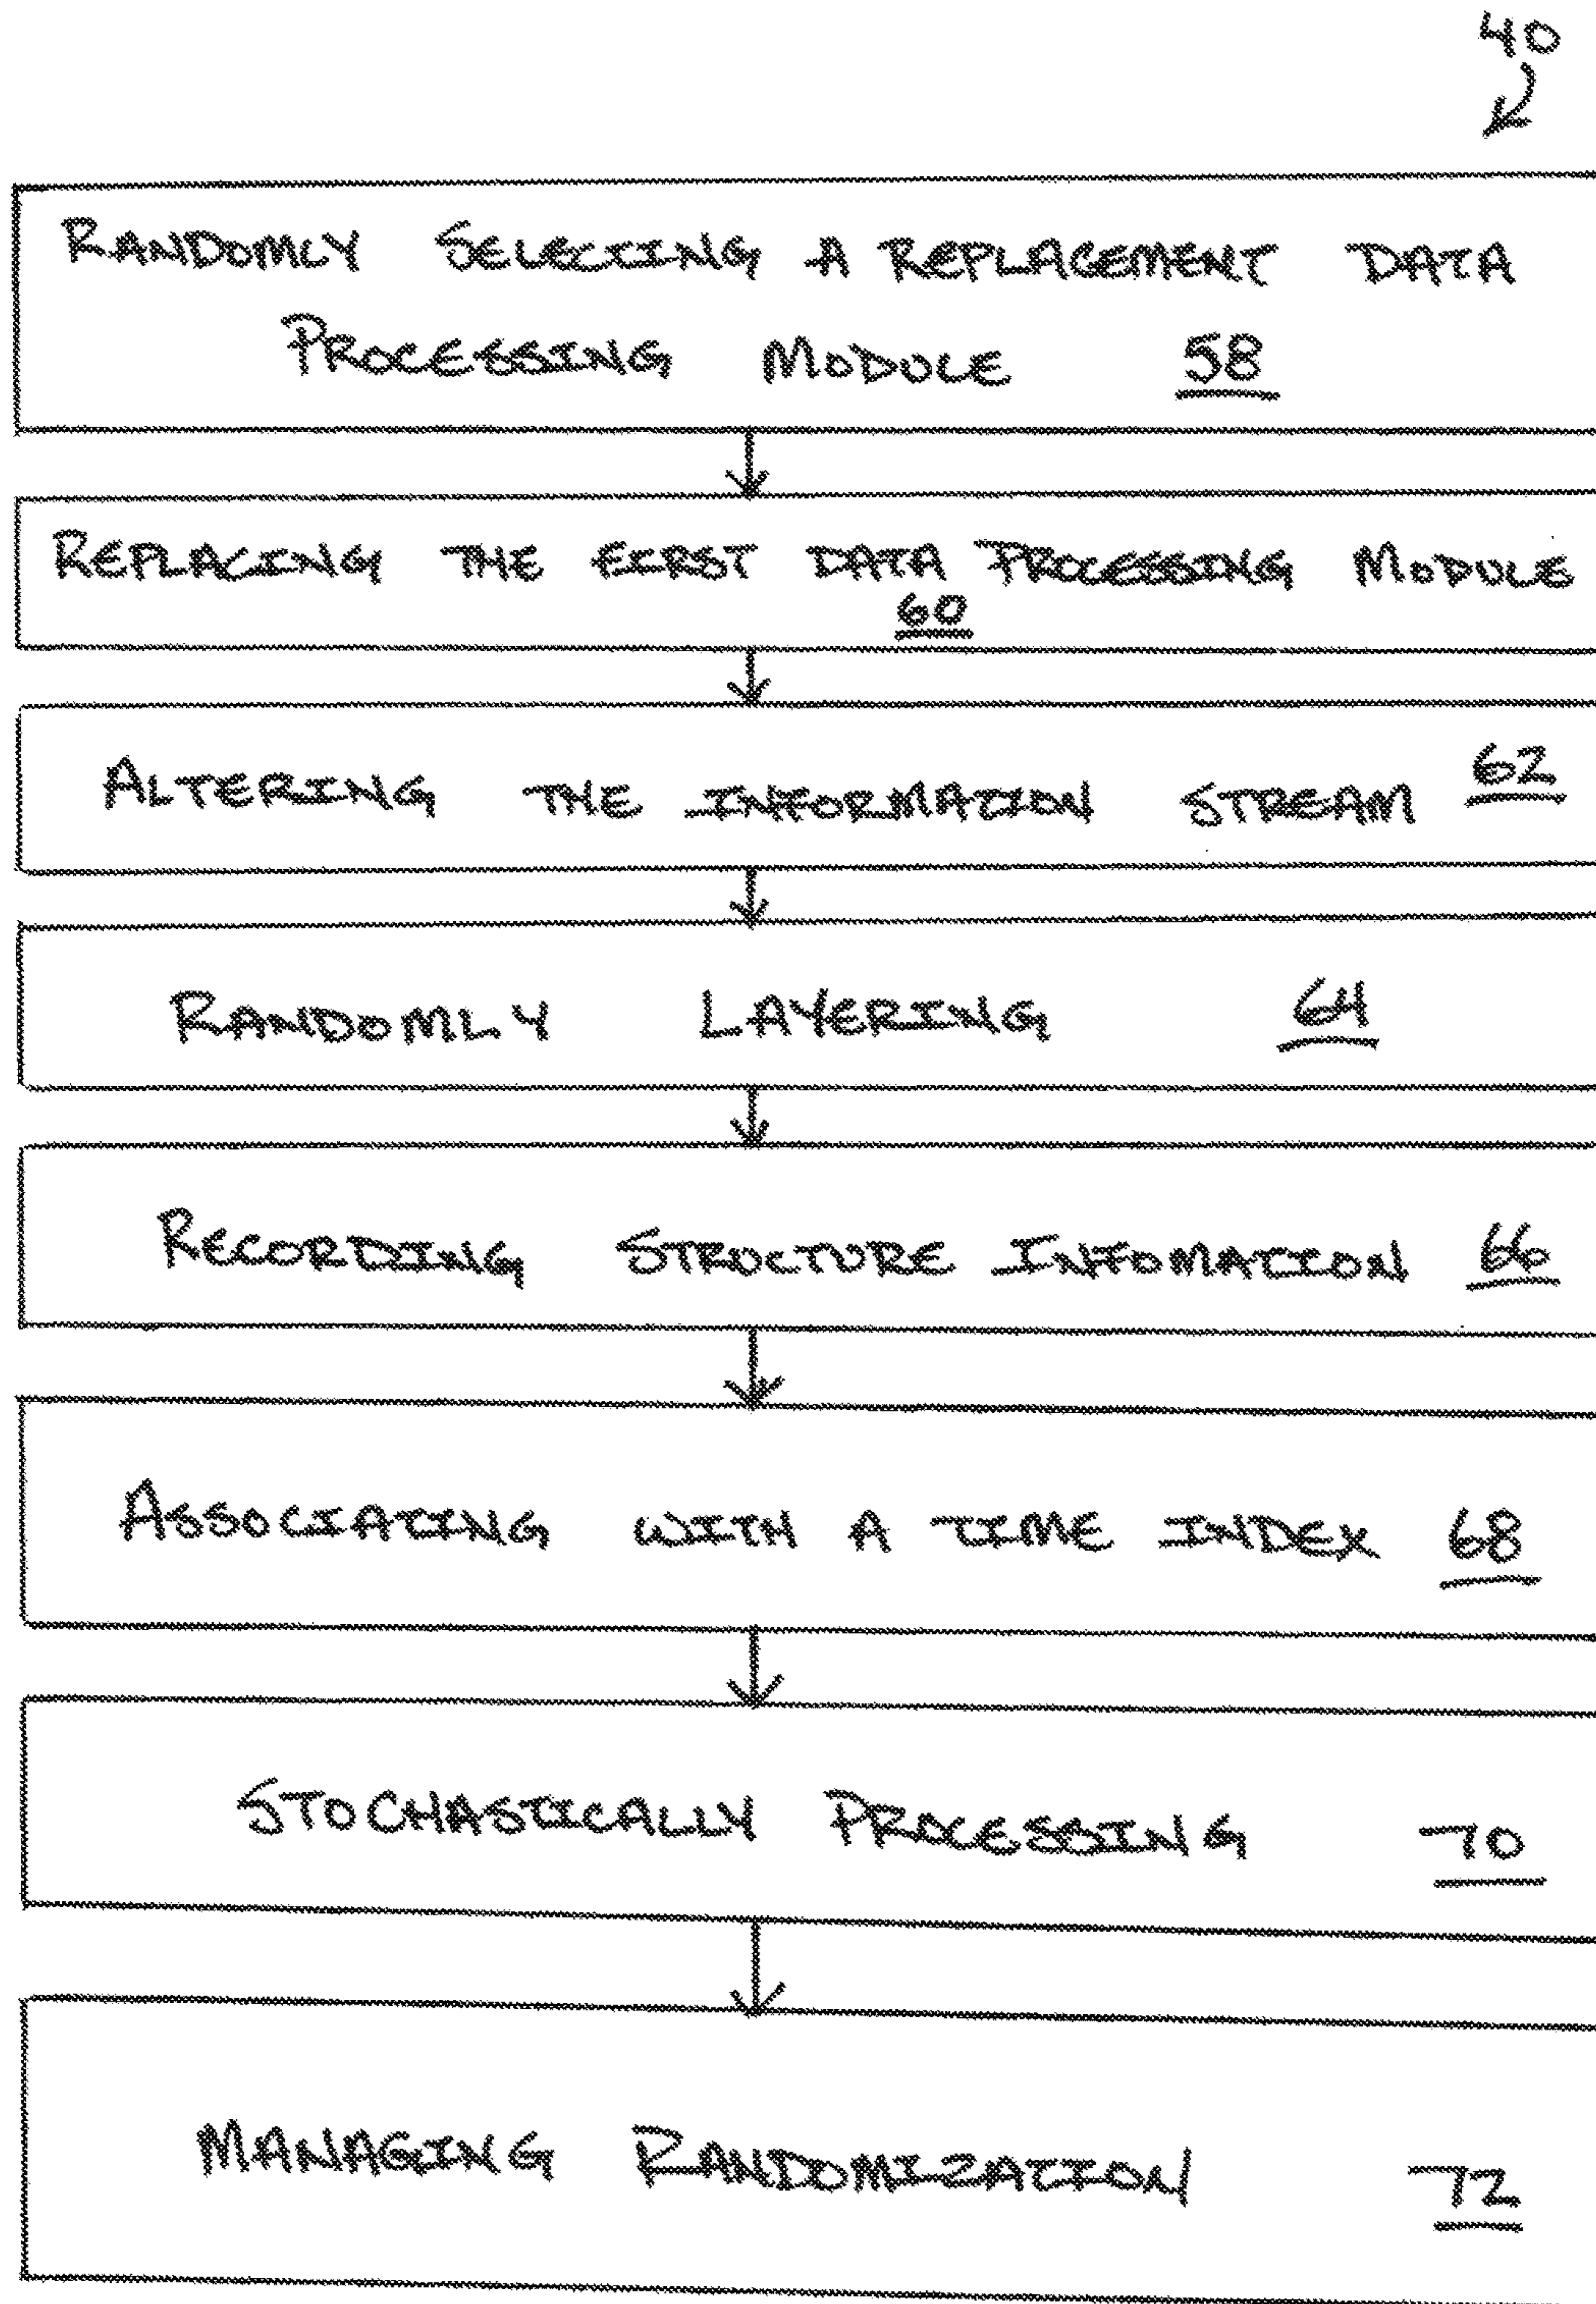 40
RANDOMLY SELECTING A REPLACEMENT DATA
PROCESSING MODULE 58
REPLACING THE FIRST DATA PROCESSING MODULE
60
ALTERING THE INFORMATION STREAM 62
RANDOMLY LAYERING 64
RECORDING STRUCTURE INFOMATION 66
ASSOCIATING WITH A TIME INDEX 68
STOCHASTICALLY PROCESSING 70
MANAGING RANDOMIZATION 72